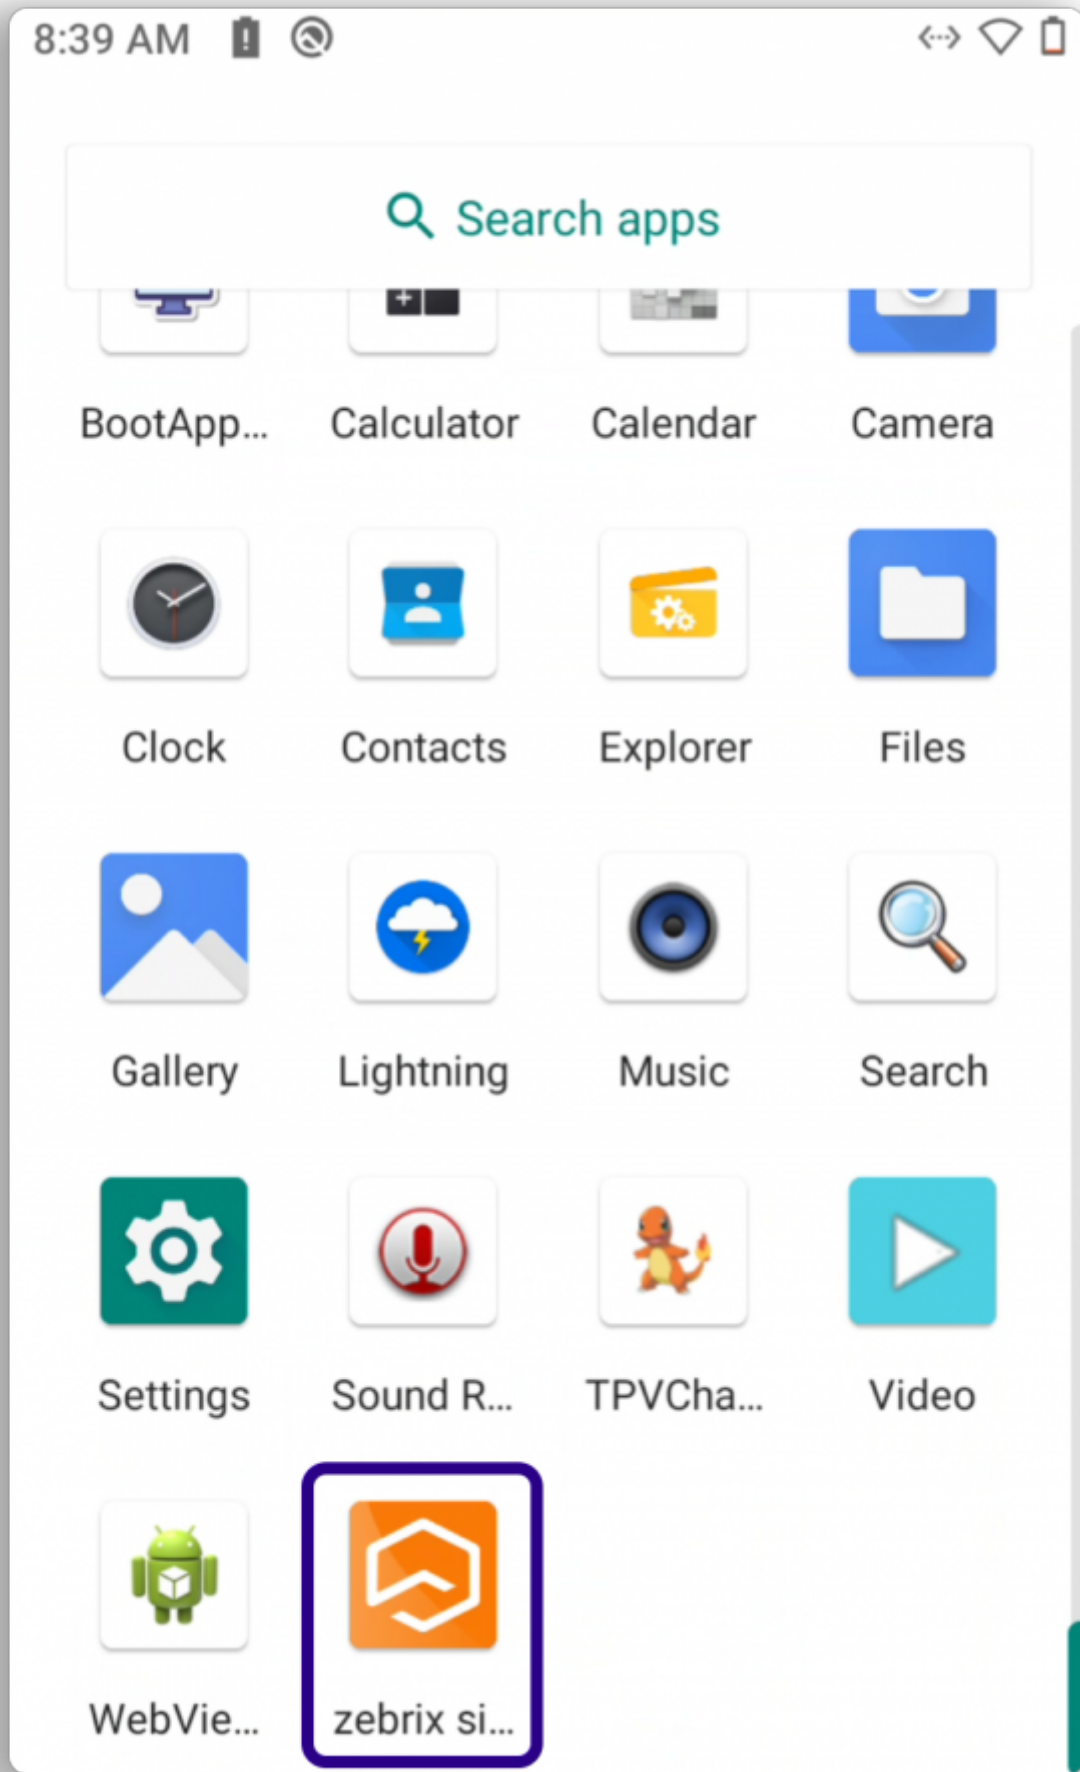 8:39 AM
Search apps
BootApp... Calculator Calendar Camera
Clock Contacts Explorer Files
Gallery Lightning Music Search
Settings Sound R... TPVCha... Video
WebVie... zebrix si...